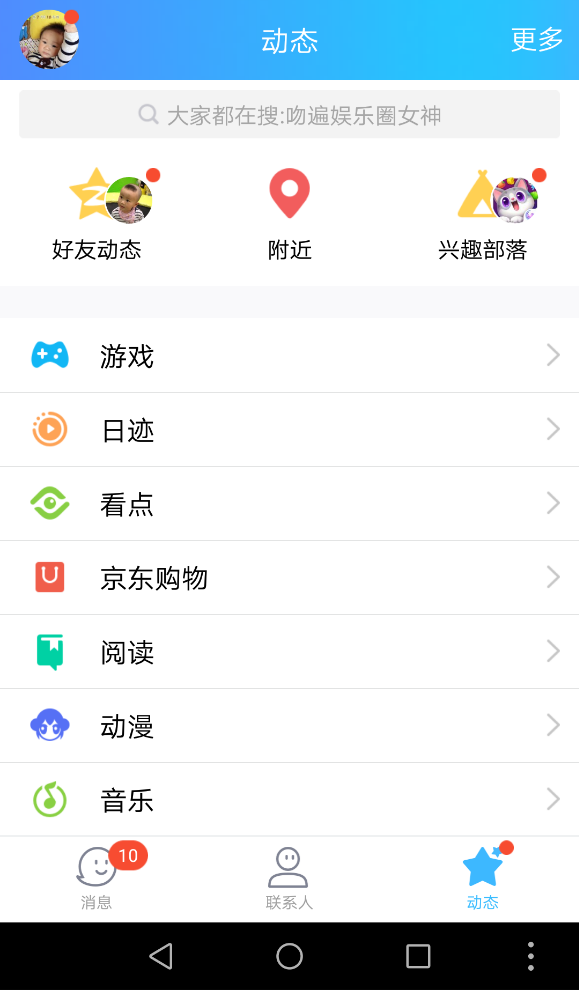 动态
更多
大家都在搜:吻遍娱乐圈女神
好友动态
附近
兴趣部落
游戏
日迹
看点
京东购物
阅读
动漫
音乐
10
消息
联系人
动态